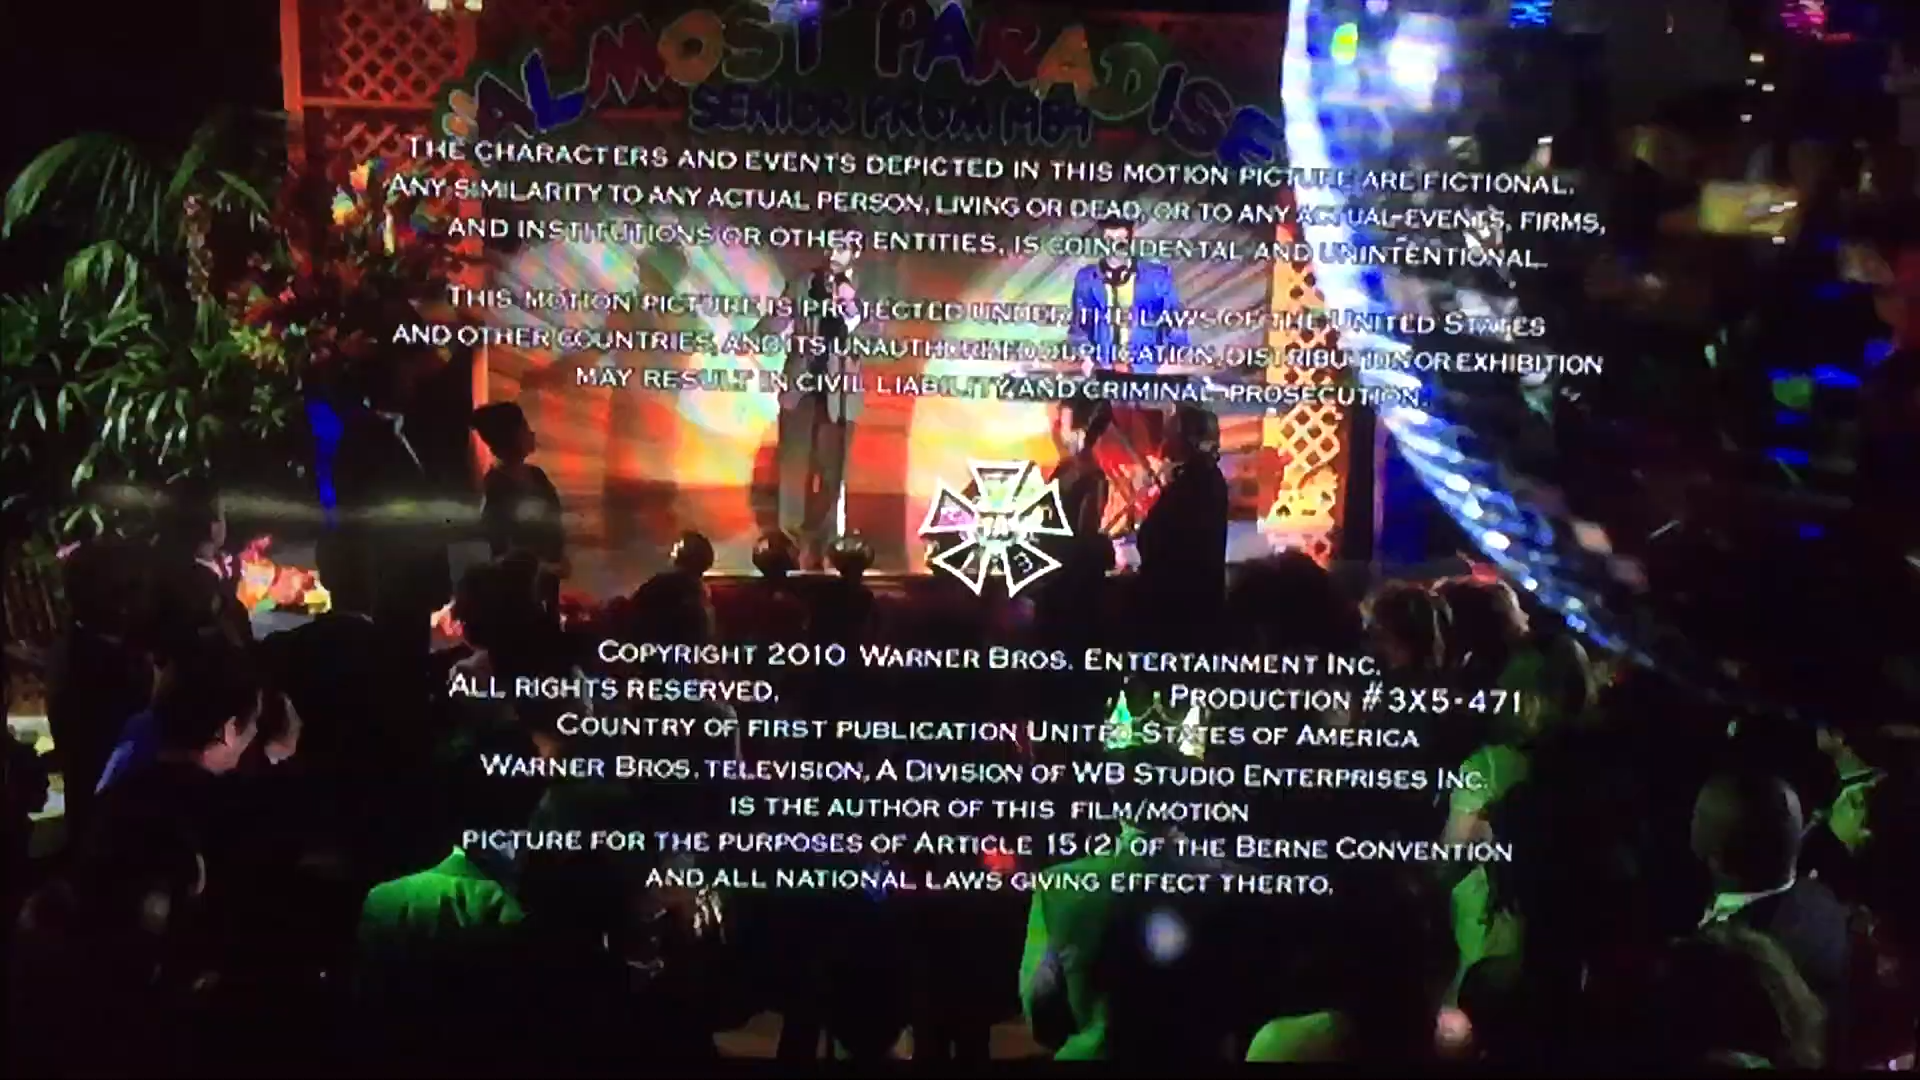 ALMOST PARADISE
SENIOR PROM 1989
THE CHARACTERS AND EVENTS DEPICTED IN THIS MOTION PICTURE ARE FICTIONAL.
ANY SIMILARITY TO ANY ACTUAL PERSON, LIVING OR DEAD, OR TO ANY ACTUAL EVENTS, FIRMS,
AND INSTITUTIONS OR OTHER ENTITIES, IS COINCIDENTAL AND UNINTENTIONAL.
THIS MOTION PICTURE IS PROTECTED UNDER THE LAWS OF THE UNITED STATES
AND OTHER COUNTRIES, AND ITS UNAUTHORIZED DUPLICATION, DISTRIBUTION OR EXHIBITION
MAY RESULT IN CIVIL LIABILITY AND CRIMINAL PROSECUTION.
COPYRIGHT 2010 WARNER BROS. ENTERTAINMENT INC.
ALL RIGHTS RESERVED. PRODUCTION #3X5-471
COUNTRY OF FIRST PUBLICATION UNITED STATES OF AMERICA
WARNER BROS. TELEVISION, A DIVISION OF WB STUDIO ENTERPRISES INC.
IS THE AUTHOR OF THIS FILM/MOTION
PICTURE FOR THE PURPOSES OF ARTICLE 15 (2) OF THE BERNE CONVENTION
AND ALL NATIONAL LAWS GIVING EFFECT THERTO.